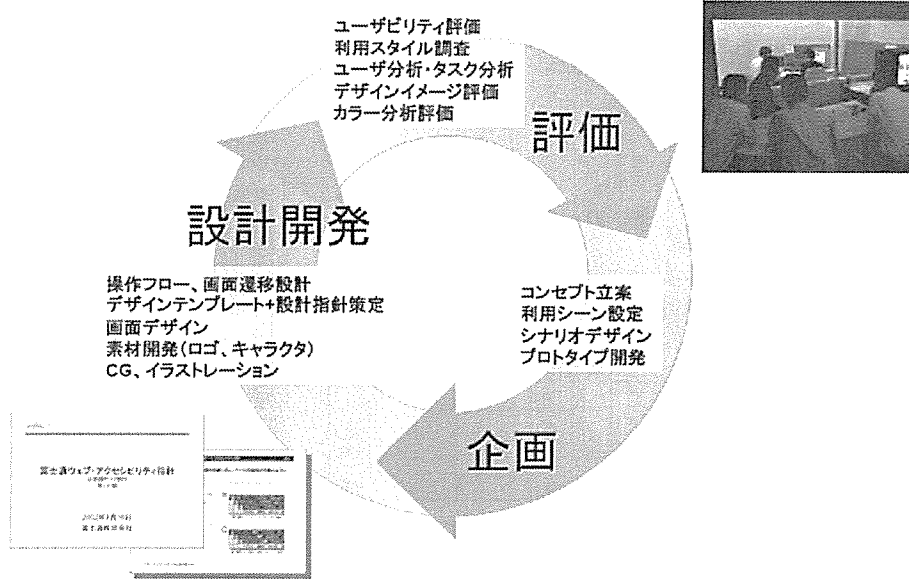 ユーザビリティ評価
利用スタイル調査
ユーザ分析・タスク分析
デザインイメージ評価
カラー分析評価
評価
設計開発
操作フロー、画面遷移設計
デザインテンプレート+設計指針策定
画面デザイン
素材開発(ロゴ、キャラクタ)
CG、イラストレーション
コンセプト立案
利用シーン設定
シナリオデザイン
プロトタイプ開発
企画
富士通ウェブ・アクセシビリティ指針
富士通株式会社